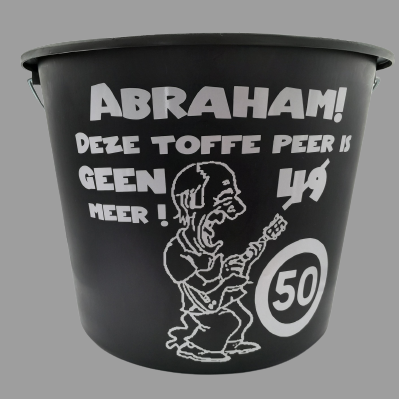 ABRAHAM!
DEZE TOFFE PEER IS
GEEN 49
MEER!
50